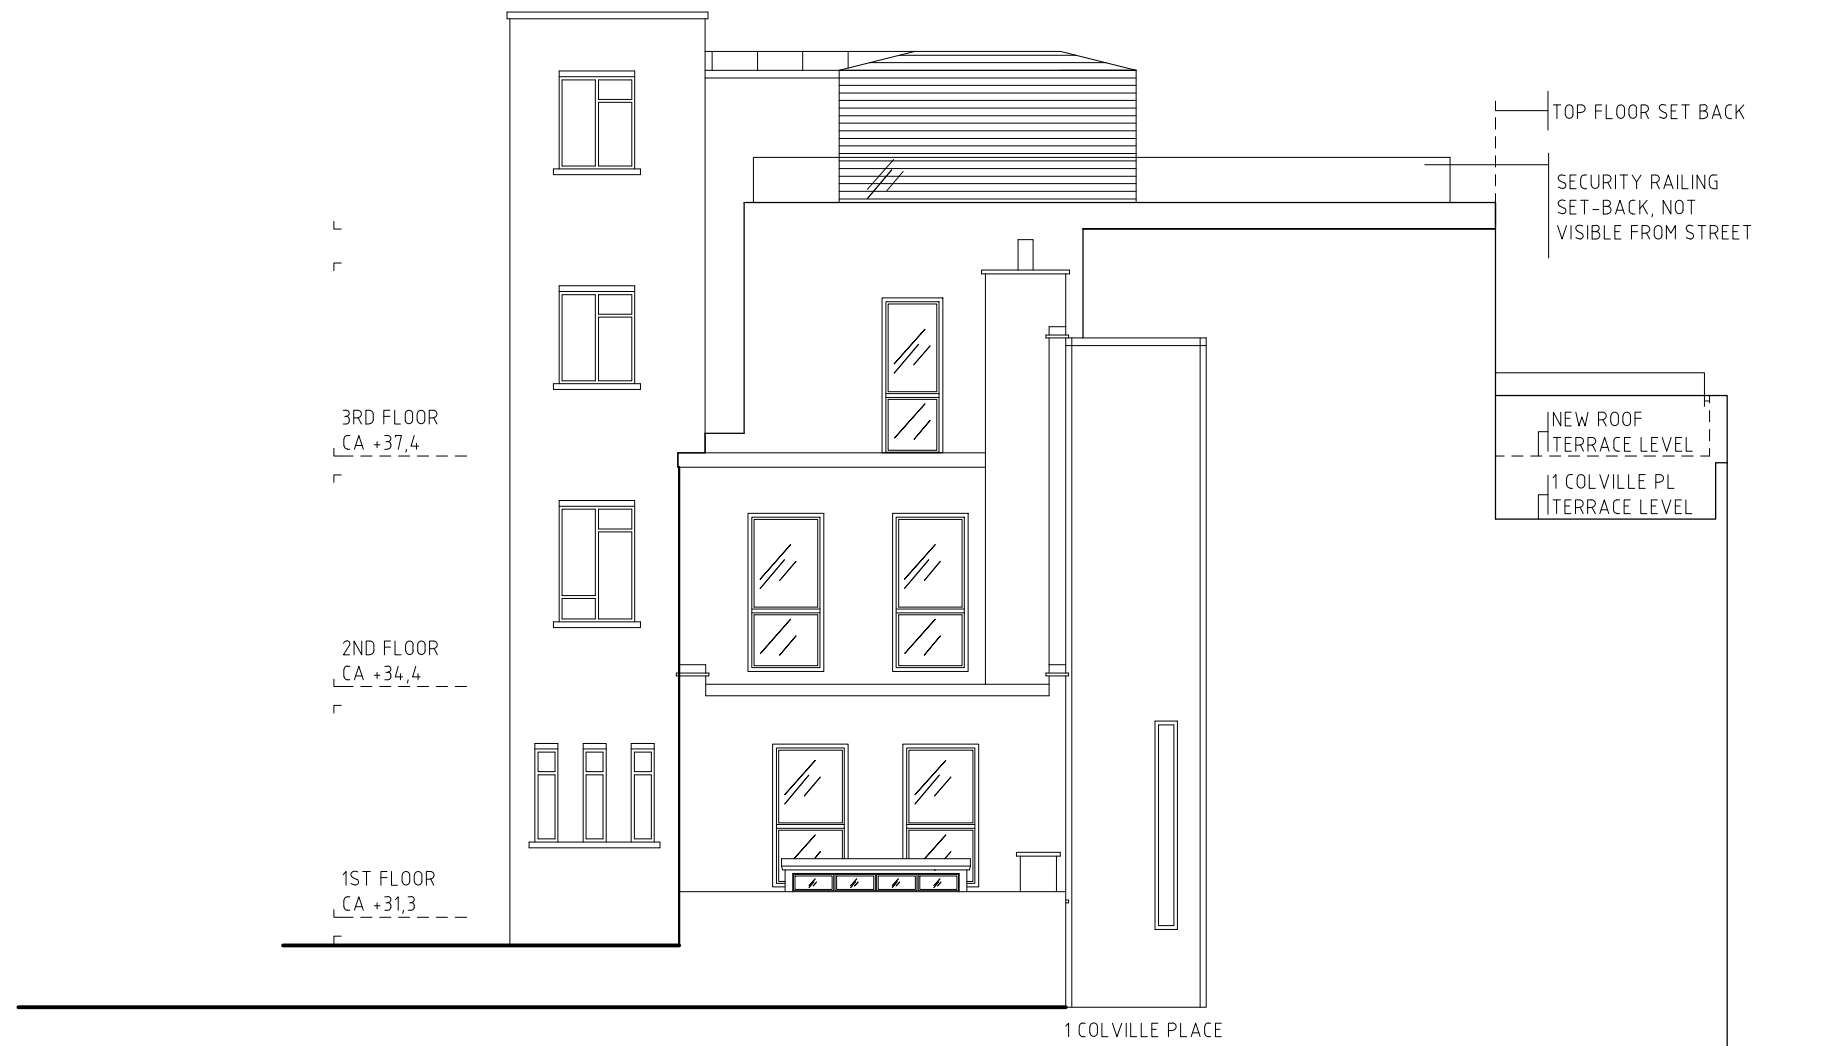 TOP FLOOR SET BACK
SECURITY RAILING
SET-BACK, NOT
VISIBLE FROM STREET
3RD FLOOR
CA +37,4
NEW ROOF
TERRACE LEVEL
1 COLVILLE PL
TERRACE LEVEL
2ND FLOOR
CA +34,4
1ST FLOOR
CA +31,3
1 COLVILLE PLACE